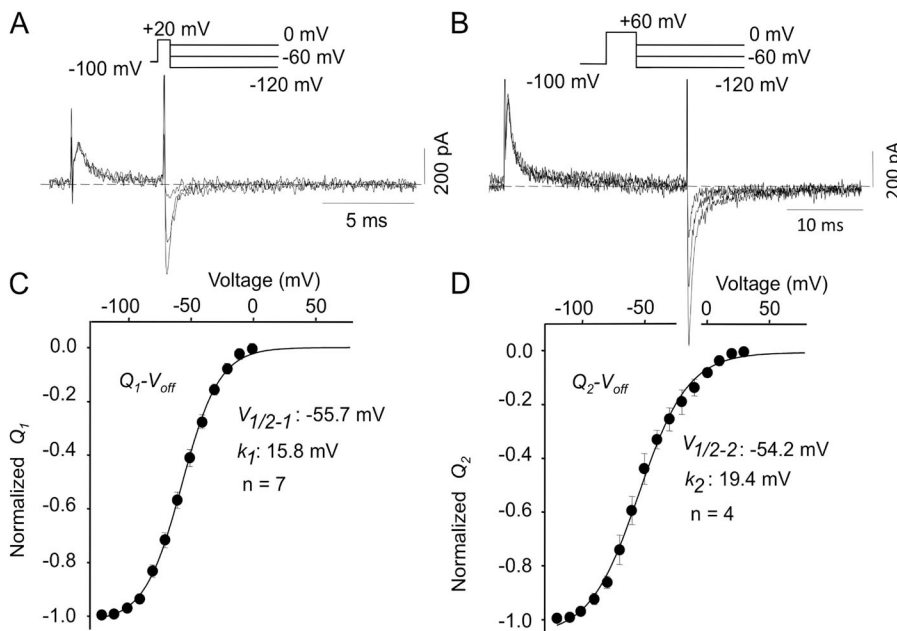 A
+20 mV
0 mV
-60 mV
-100 mV
-120 mV
200 pA
5 ms
B
+60 mV
0 mV
-60 mV
-100 mV
-120 mV
200 pA
10 ms
C
Voltage (mV)
-100 -50 0 50
0.0
-0.2
-0.4
-0.6
-0.8
-1.0
Normalized Q1
Q1-Voff
V1/2-1: -55.7 mV
k1: 15.8 mV
n = 7
D
Voltage (mV)
-100 -50 0 50
0.0
-0.2
-0.4
-0.6
-0.8
-1.0
Normalized Q2
Q2-Voff
V1/2-2: -54.2 mV
k2: 19.4 mV
n = 4